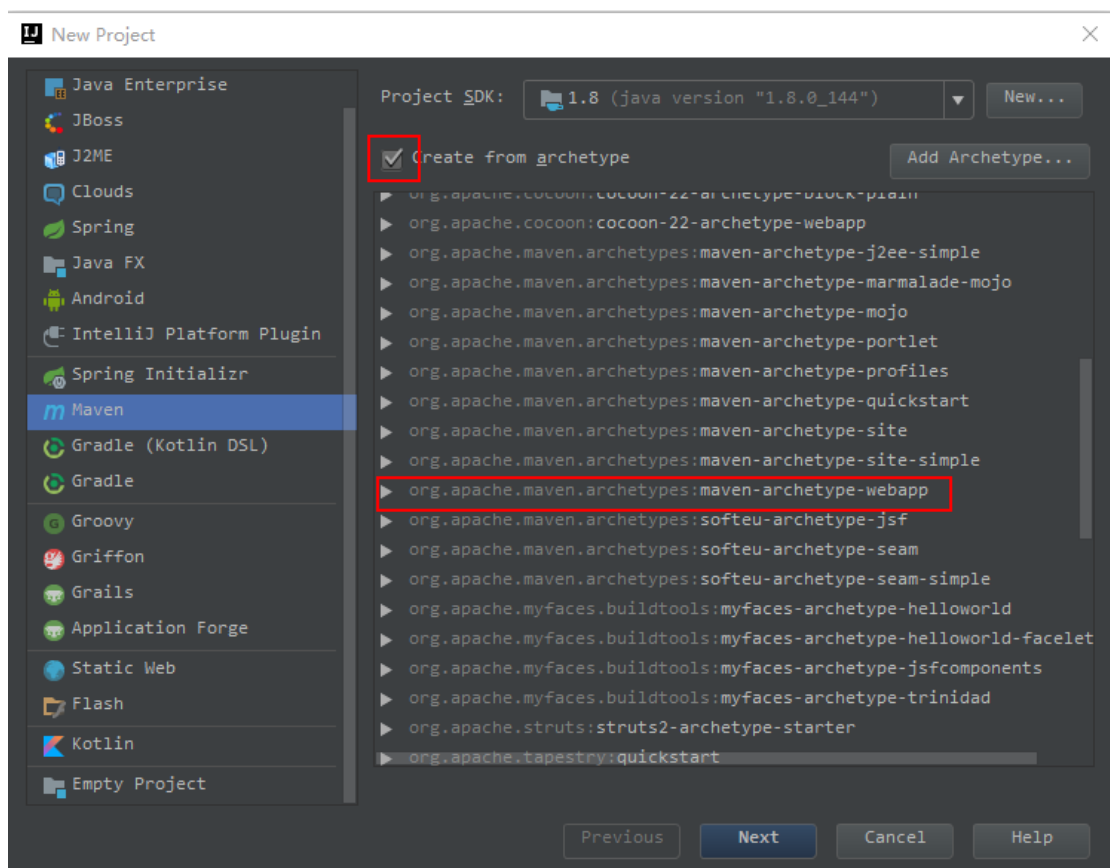 New Project
Java Enterprise
JBoss
J2ME
Clouds
Spring
Java FX
Android
IntelliJ Platform Plugin
Spring Initializr
Maven
Gradle (Kotlin DSL)
Gradle
Groovy
Griffon
Grails
Application Forge
Static Web
Flash
Kotlin
Empty Project
Project SDK: 1.8 (java version "1.8.0_144") New...
Create from archetype Add Archetype...
org.apache.cocoon:cocoon-22-archetype-block-plain
org.apache.cocoon:cocoon-22-archetype-webapp
org.apache.maven.archetypes:maven-archetype-j2ee-simple
org.apache.maven.archetypes:maven-archetype-marmalade-mojo
org.apache.maven.archetypes:maven-archetype-mojo
org.apache.maven.archetypes:maven-archetype-portlet
org.apache.maven.archetypes:maven-archetype-profiles
org.apache.maven.archetypes:maven-archetype-quickstart
org.apache.maven.archetypes:maven-archetype-site
org.apache.maven.archetypes:maven-archetype-site-simple
org.apache.maven.archetypes:maven-archetype-webapp
org.apache.maven.archetypes:softeu-archetype-jsf
org.apache.maven.archetypes:softeu-archetype-seam
org.apache.maven.archetypes:softeu-archetype-seam-simple
org.apache.myfaces.buildtools:myfaces-archetype-helloworld
org.apache.myfaces.buildtools:myfaces-archetype-helloworld-facelet
org.apache.myfaces.buildtools:myfaces-archetype-jsfcomponents
org.apache.myfaces.buildtools:myfaces-archetype-trinidad
org.apache.struts:struts2-archetype-starter
org.apache.tapestry:quickstart
Previous Next Cancel Help